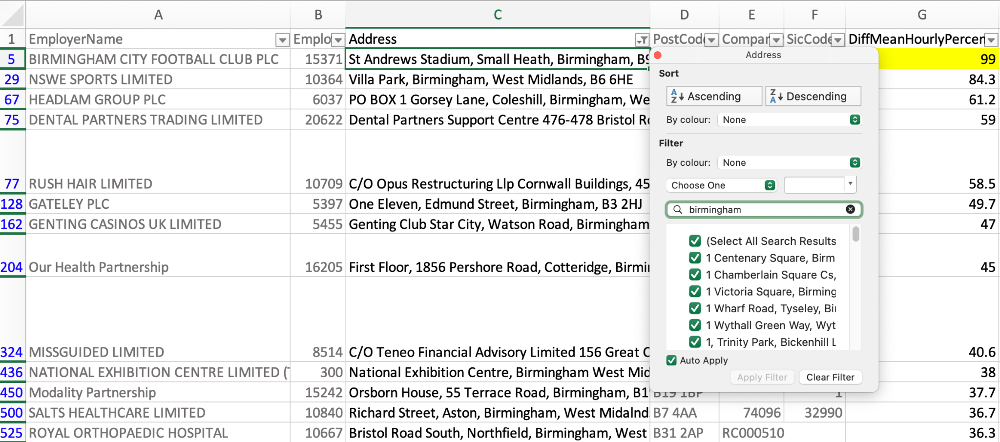 A B C D E F G
1 EmployerName Emplo Address PostCode Compan SicCode DiffMeanHourlyPercen
5 BIRMINGHAM CITY FOOTBALL CLUB PLC 15371 St Andrews Stadium, Small Heath, Birmingham, B9 99
29 NSWE SPORTS LIMITED 10364 Villa Park, Birmingham, West Midlands, B6 6HE 84.3
67 HEADLAM GROUP PLC 6037 PO BOX 1 Gorsey Lane, Coleshill, Birmingham, We 61.2
75 DENTAL PARTNERS TRADING LIMITED 20622 Dental Partners Support Centre 476-478 Bristol Ro 59
77 RUSH HAIR LIMITED 10709 C/O Opus Restructuring Llp Cornwall Buildings, 45 58.5
128 GATELEY PLC 5397 One Eleven, Edmund Street, Birmingham, B3 2HJ 49.7
162 GENTING CASINOS UK LIMITED 5455 Genting Club Star City, Watson Road, Birmingham 47
204 Our Health Partnership 16205 First Floor, 1856 Pershore Road, Cotteridge, Birmin 45
324 MISSGUIDED LIMITED 8514 C/O Teneo Financial Advisory Limited 156 Great C 40.6
436 NATIONAL EXHIBITION CENTRE LIMITED (T 300 National Exhibition Centre, Birmingham West Mid 38
450 Modality Partnership 15242 Orsborn House, 55 Terrace Road, Birmingham, B19 B19 1BP 1 37.7
500 SALTS HEALTHCARE LIMITED 10840 Richard Street, Aston, Birmingham, West Midalnd B7 4AA 74096 32990 36.7
525 ROYAL ORTHOPAEDIC HOSPITAL 10667 Bristol Road South, Northfield, Birmingham, West B31 2AP RC000510 36.3
Address
Sort
A Z Ascending Z A Descending
By colour: None
Filter
By colour: None
Choose One
birmingham
(Select All Search Results
1 Centenary Square, Birm
1 Chamberlain Square Cs,
1 Victoria Square, Birming
1 Wharf Road, Tyseley, Bir
1 Wythall Green Way, Wyt
1, Trinity Park, Bickenhill L
Auto Apply
Apply Filter Clear Filter